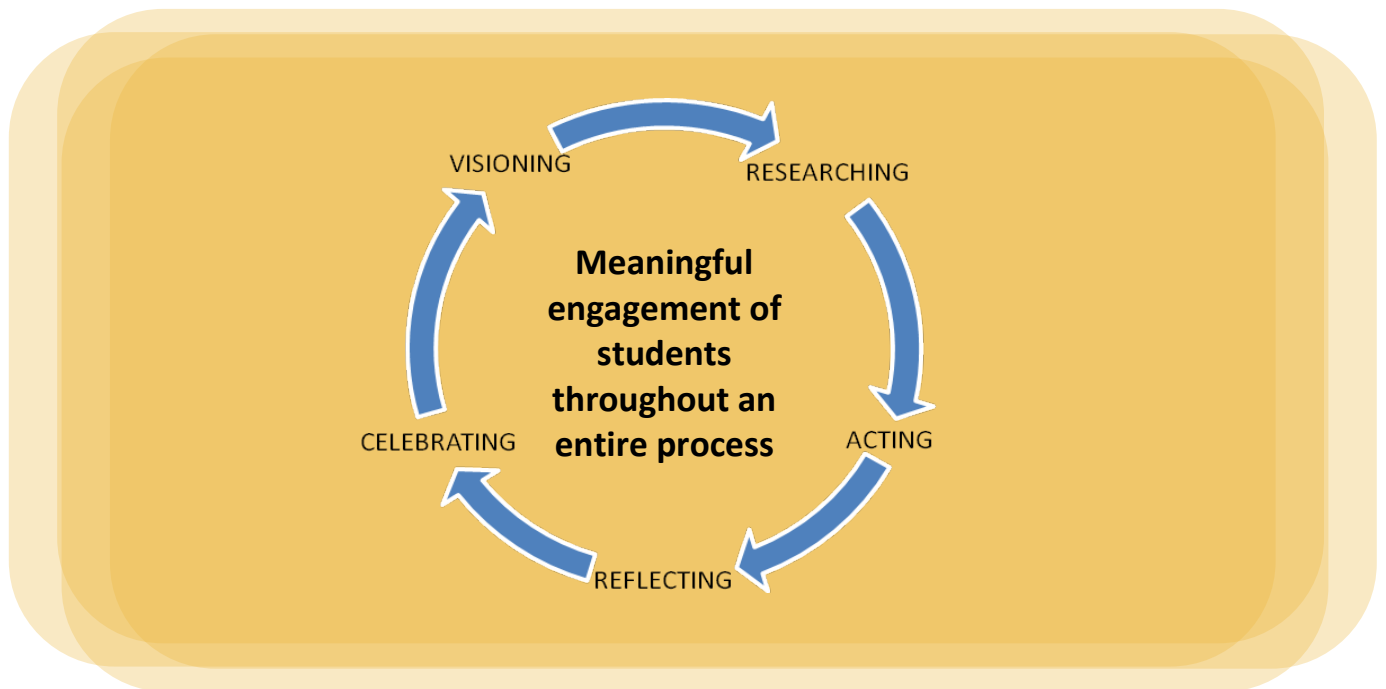 VISIONING
RESEARCHING
Meaningful
engagement of
students
throughout an
entire process
CELEBRATING
ACTING
REFLECTING